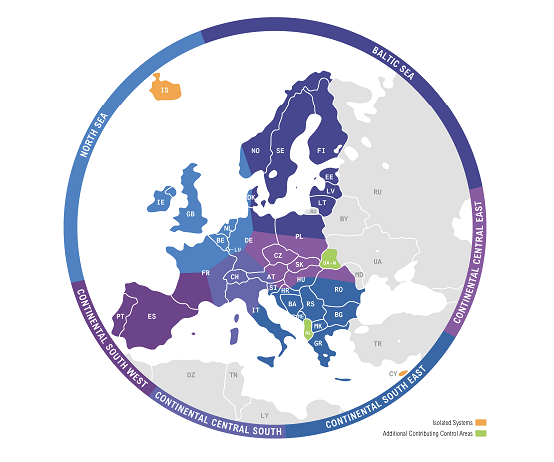 BALTIC SEA
NORTH SEA
IS
NO
SE
FI
EE
LV
LT
RU
RU
DK
IE
GB
NL
BE
LU
DE
PL
BY
CZ
UA-W
UA
SK
FR
CH
AT
HU
MD
SI
HR
RO
PT
ES
IT
BA
RS
BG
ME
MK
AL
GR
TR
CY
DZ
TN
LY
CONTINENTAL CENTRAL EAST
CONTINENTAL SOUTH WEST
CONTINENTAL CENTRAL SOUTH
CONTINENTAL SOUTH EAST
Isolated Systems
Additional Contributing Control Areas